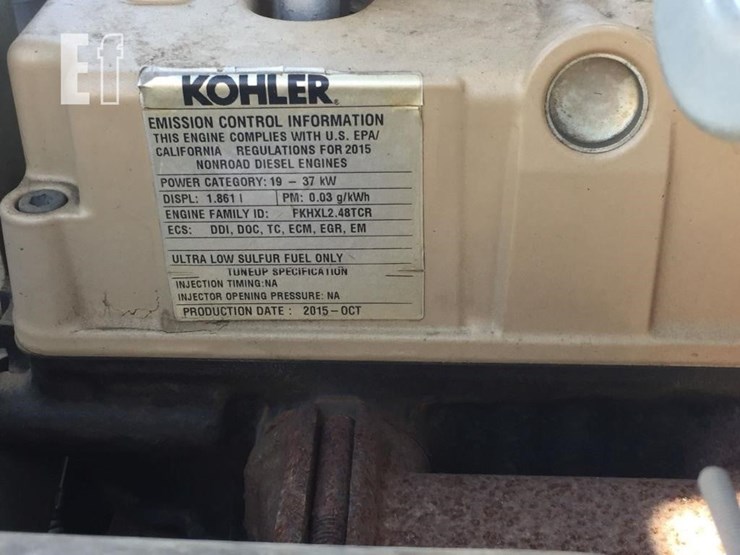 Ef
KOHLER®
EMISSION CONTROL INFORMATION
THIS ENGINE COMPLIES WITH U.S. EPA/
CALIFORNIA REGULATIONS FOR 2015
NONROAD DIESEL ENGINES
POWER CATEGORY: 19 – 37 kW
DISPL: 1.861 l PM: 0.03 g/kWh
ENGINE FAMILY ID: FKHXL2.48TCR
ECS: DDI, DOC, TC, ECM, EGR, EM
ULTRA LOW SULFUR FUEL ONLY
TUNEUP SPECIFICATION
INJECTION TIMING:NA
INJECTOR OPENING PRESSURE: NA
PRODUCTION DATE : 2015–OCT